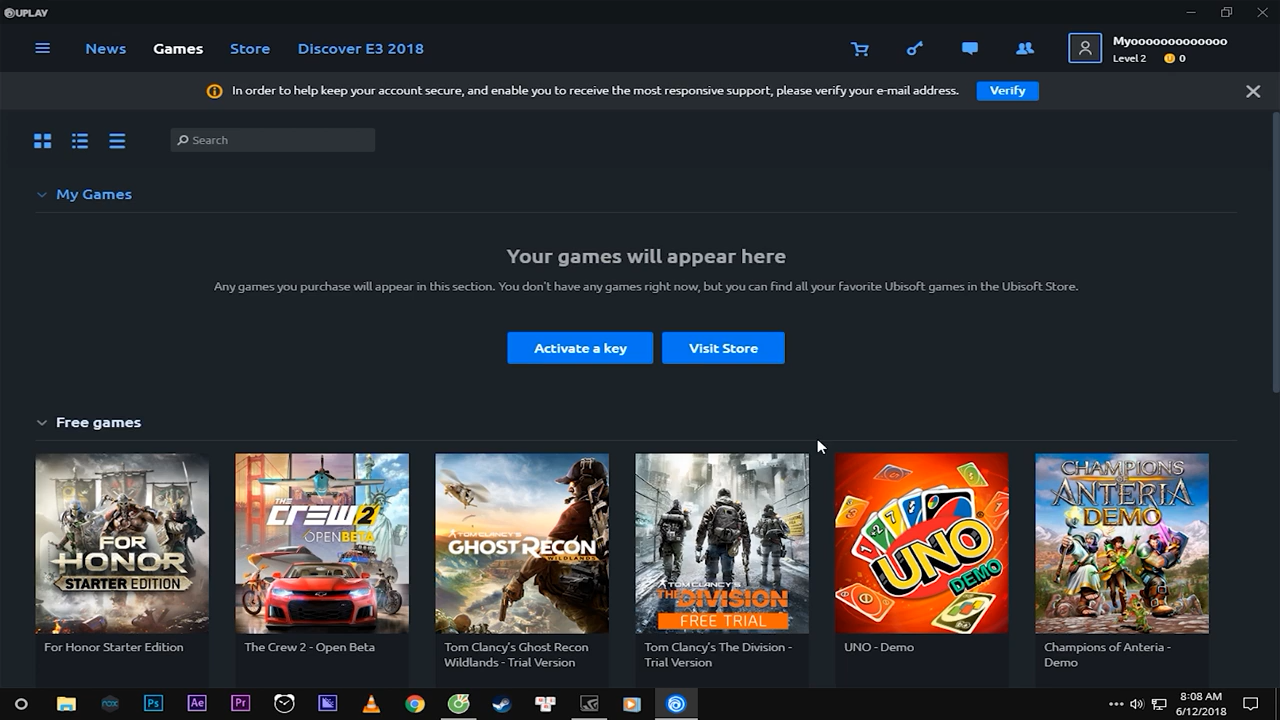 UPLAY
News Games Store Discover E3 2018
Myooooooooooooo
Level 2 0
In order to help keep your account secure, and enable you to receive the most responsive support, please verify your e-mail address. Verify
Search
My Games
Your games will appear here
Any games you purchase will appear in this section. You don't have any games right now, but you can find all your favorite Ubisoft games in the Ubisoft Store.
Activate a key Visit Store
Free games
FOR
HONOR
STARTER EDITION
THE
CREW 2
OPEN BETA
TOM CLANCY'S
GHOST RECON
WILDLANDS
TOM CLANCY'S
THE DIVISION
FREE TRIAL
UNO
DEMO
CHAMPIONS
OF
ANTERIA
DEMO
For Honor Starter Edition
The Crew 2 - Open Beta
Tom Clancy's Ghost Recon
Wildlands - Trial Version
Tom Clancy's The Division -
Trial Version
UNO - Demo
Champions of Anteria -
Demo
nox Ps Ae Pr
8:08 AM
6/12/2018